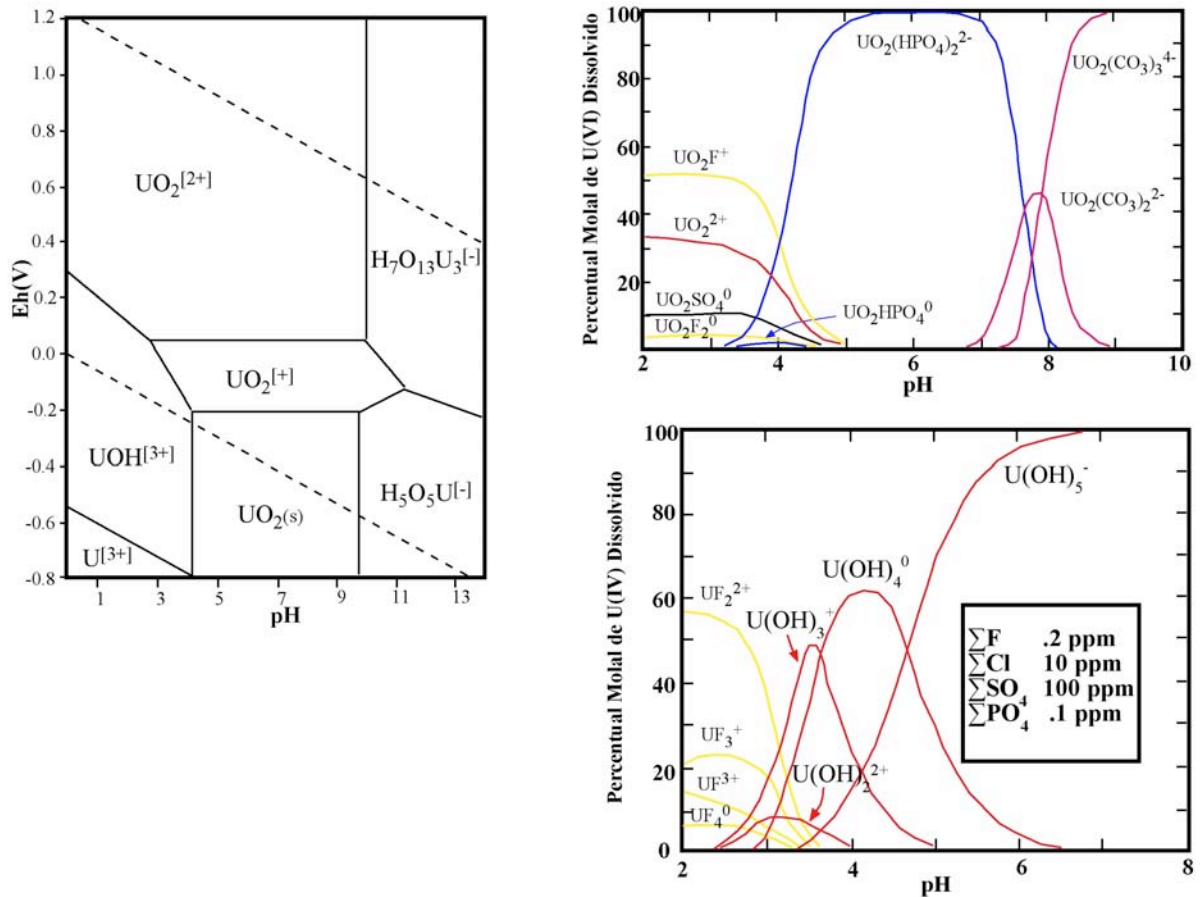 1.2
1.0
0.8
0.6
0.4
0.2
0.0
-0.2
-0.4
-0.6
-0.8
Eh(V)
UO2[2+]
H7O13U3[-]
UO2[+]
UOH[3+]
UO2(s)
H5O5U[-]
U[3+]
1 3 5 7 9 11 13
pH
100
80
60
40
20
Percentual Molal de U(VI) Dissolvido
UO2(HPO4)2 2-
UO2(CO3)3 4-
UO2F+
UO2 2+
UO2(CO3)2 2-
UO2SO4 0
UO2HPO4 0
UO2F2 0
2 4 6 8 10
pH
100
80
60
40
20
0
Percentual Molal de U(IV) Dissolvido
U(OH)5-
U(OH)4 0
UF2 2+
U(OH)3+
UF3+
U(OH)2 2+
UF3+
UF4 0
∑F .2 ppm
∑Cl 10 ppm
∑SO4 100 ppm
∑PO4 .1 ppm
2 4 6 8
pH